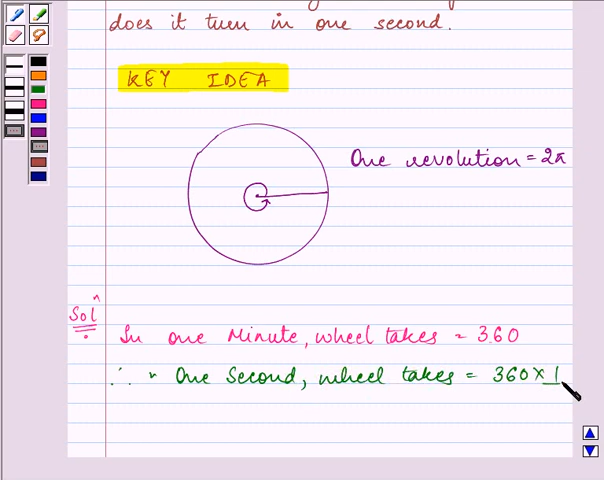 does it turn in one second.
KEY IDEA
One revolution = 2π
Solⁿ
In one Minute, wheel takes = 360
∴ " One Second, wheel takes = 360 × 1